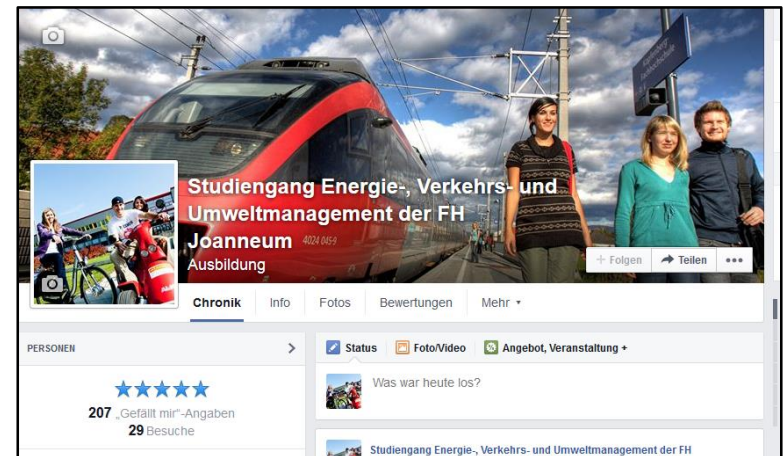 Kapfenberg
Fachhochschule
Studiengang Energie-, Verkehrs- und
Umweltmanagement der FH
Joanneum
4024 045-9
Ausbildung
+ Folgen
Teilen
Chronik Info Fotos Bewertungen Mehr
PERSONEN
207 „Gefällt mir“-Angaben
29 Besuche
Status Foto/Video Angebot, Veranstaltung +
Was war heute los?
Studiengang Energie-, Verkehrs- und Umweltmanagement der FH